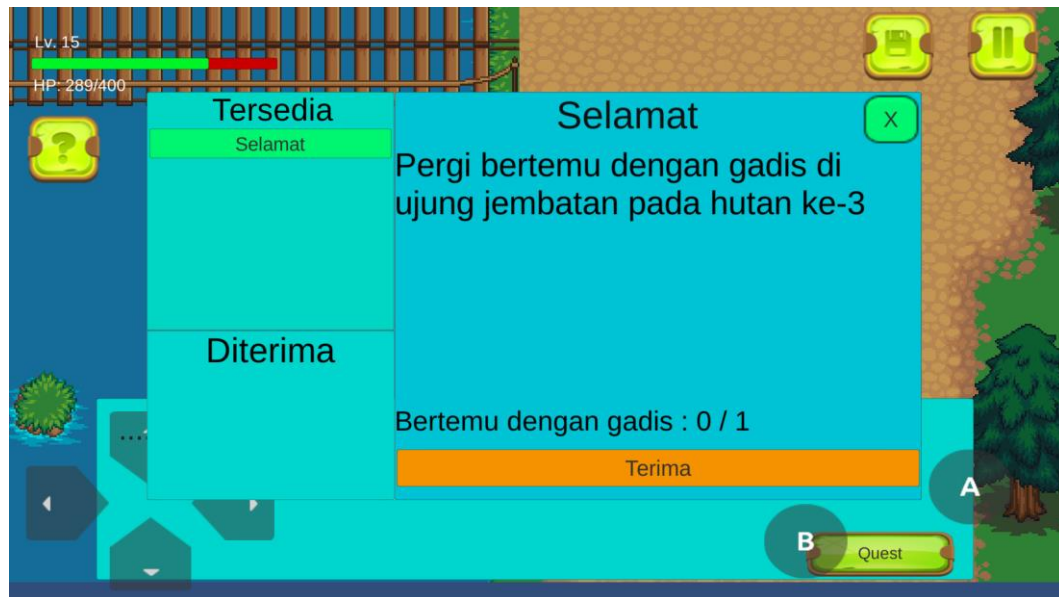 Lv. 15
HP: 289/400
?
Tersedia
Selamat
Diterima
Selamat
X
Pergi bertemu dengan gadis di
ujung jembatan pada hutan ke-3
Bertemu dengan gadis : 0 / 1
Terima
A
B
Quest